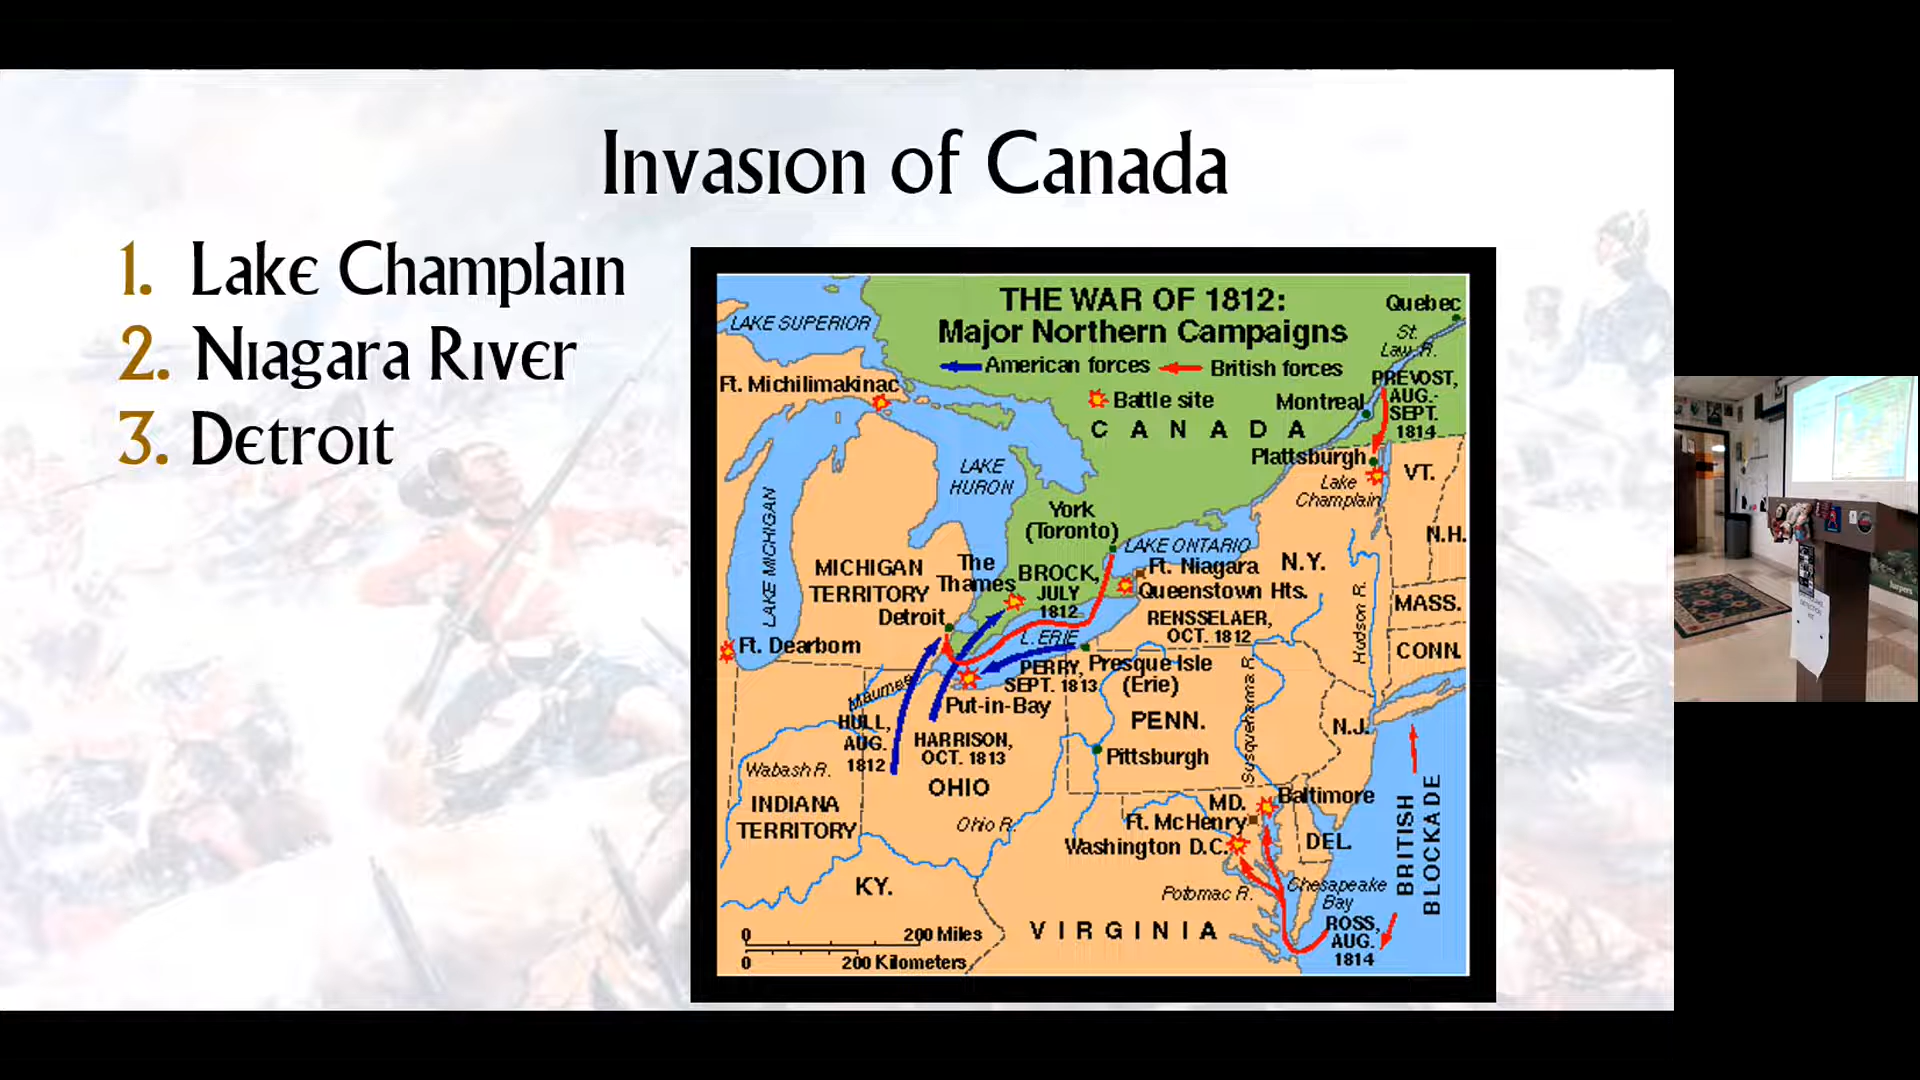 Invasion of Canada
1. Lake Champlain
2. Niagara River
3. Detroit
THE WAR OF 1812:
Major Northern Campaigns
American forces
British forces
Battle site
Quebec
St.
Law. R.
LAKE SUPERIOR
Ft. Michilimakinac
PREVOST,
AUG.-
SEPT.
1814
Montreal
CANADA
Plattsburgh
Lake
Champlain
VT.
LAKE
HURON
LAKE MICHIGAN
York
(Toronto)
LAKE ONTARIO
N.H.
MICHIGAN
TERRITORY
The
Thames
BROCK,
JULY
1812
Ft. Niagara
N.Y.
Queenstown Hts.
Hudson R.
MASS.
Detroit
RENSSELAER,
OCT. 1812
L. ERIE
Ft. Dearborn
CONN.
PERRY,
SEPT. 1813
Presque Isle
(Erie)
Maumee
Put-in-Bay
Susquehanna R.
HULL,
AUG.
1812
HARRISON,
OCT. 1813
PENN.
N.J.
Pittsburgh
Wabash R.
OHIO
INDIANA
TERRITORY
Ohio R.
MD.
Baltimore
Ft. McHenry
Washington D.C.
DEL.
BRITISH
BLOCKADE
KY.
Potomac R.
Chesapeake
Bay
VIRGINIA
ROSS,
AUG.
1814
0 200 Miles
0 200 Kilometers